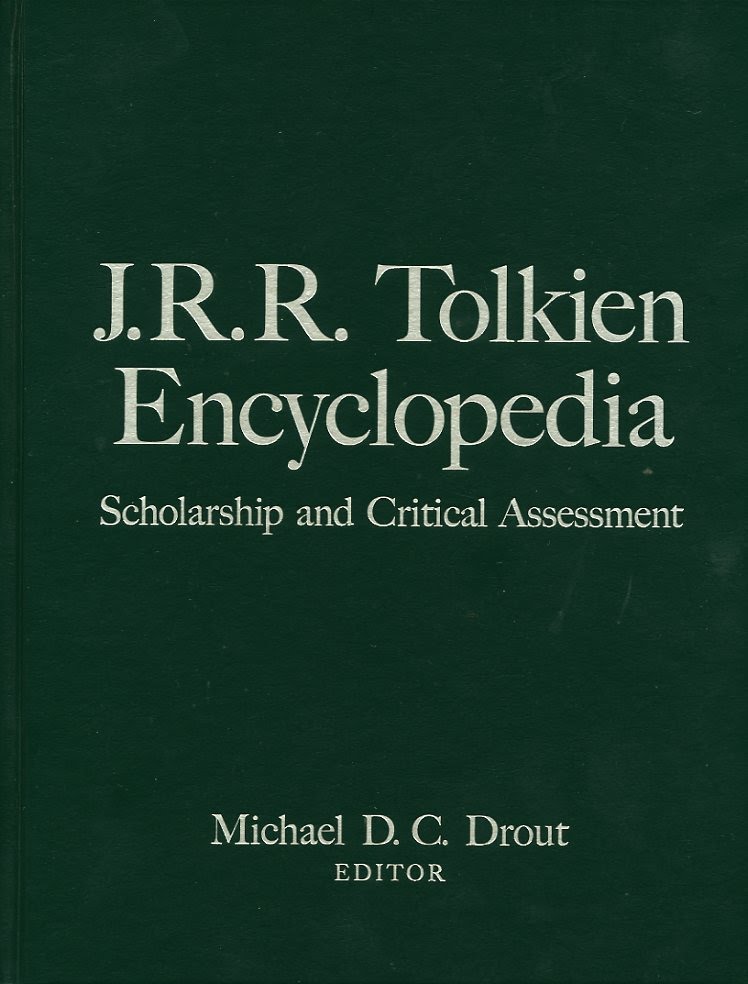 J.R.R. Tolkien
Encyclopedia
Scholarship and Critical Assessment
Michael D. C. Drout
EDITOR